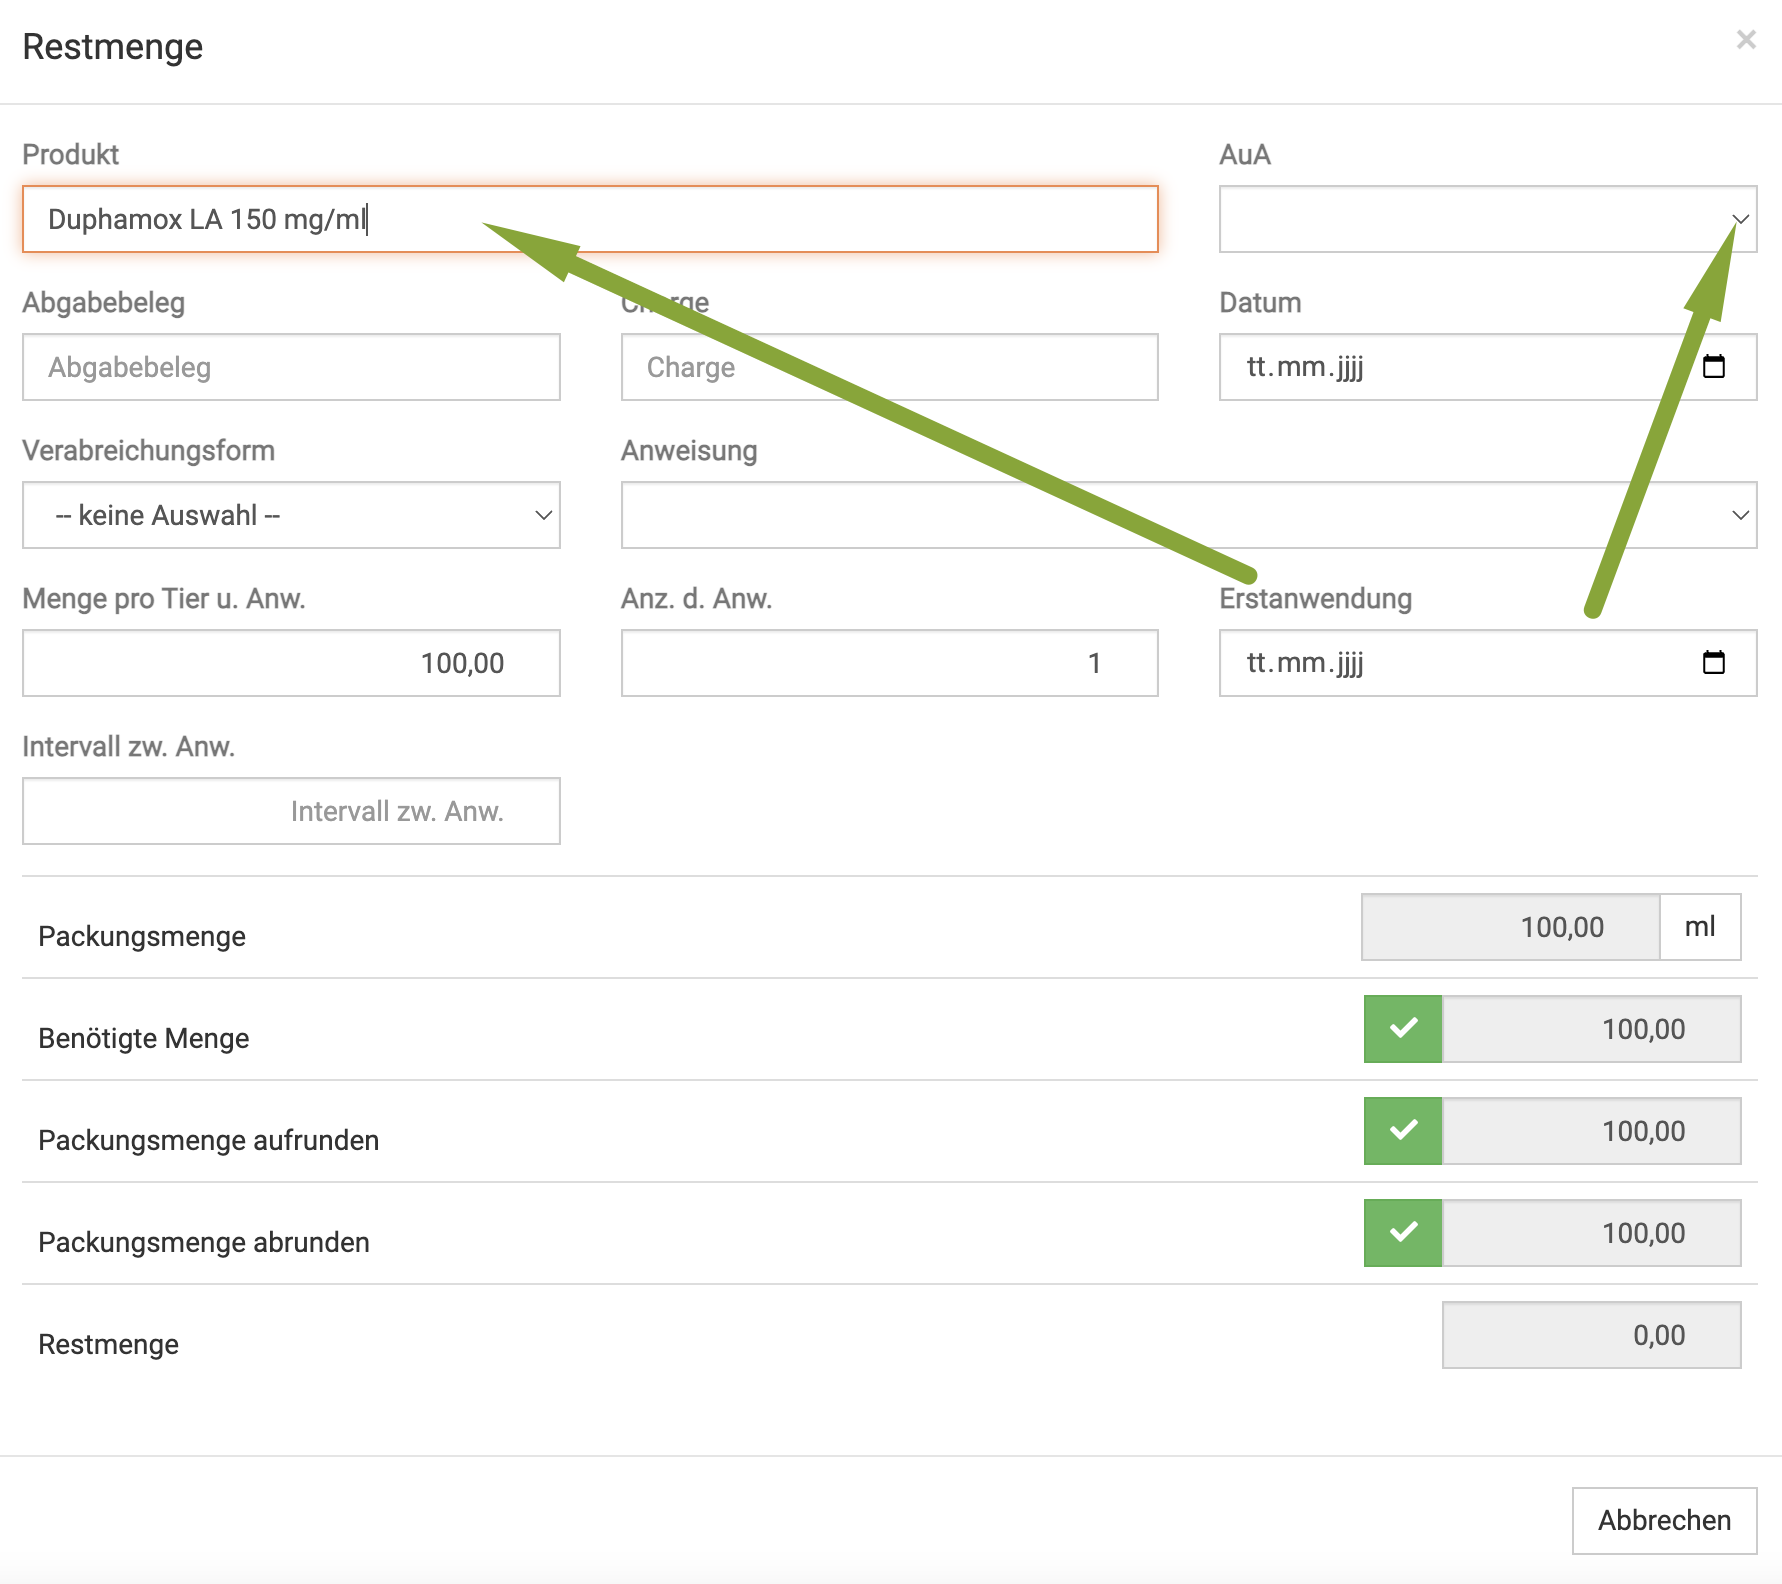 Restmenge
×
Produkt
AuA
Duphamox LA 150 mg/ml
Abgabebeleg
Datum
Abgabebeleg
Charge
tt.mm.jjjj
Verabreichungsform
Anweisung
-- keine Auswahl --
Menge pro Tier u. Anw.
Anz. d. Anw.
Erstanwendung
100,00
1
tt.mm.jjjj
Intervall zw. Anw.
Intervall zw. Anw.
Packungsmenge
100,00
ml
Benötigte Menge
100,00
Packungsmenge aufrunden
100,00
Packungsmenge abrunden
100,00
Restmenge
0,00
Abbrechen